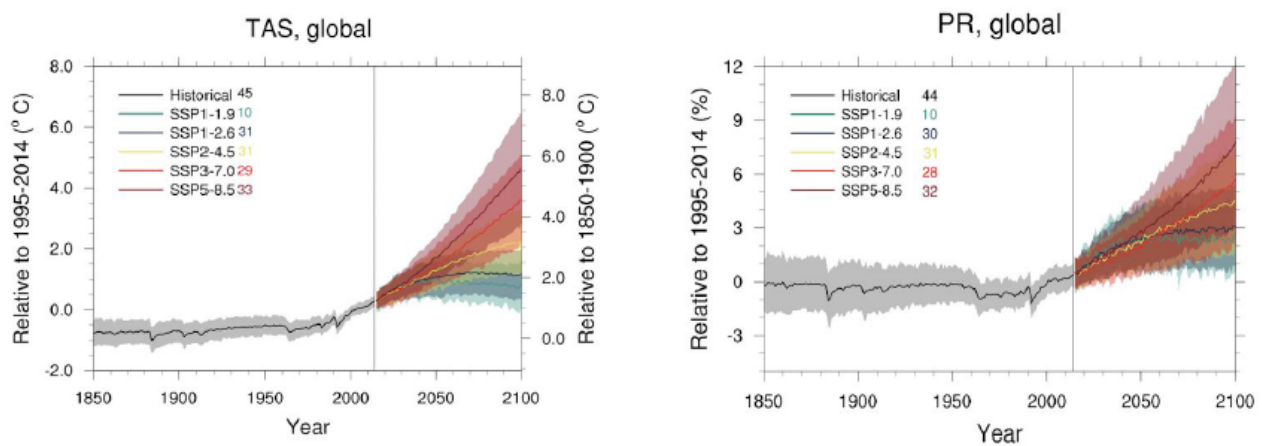 TAS, global
8.0
6.0
4.0
2.0
0.0
-2.0
Relative to 1995-2014 (º C)
Historical 45
SSP1-1.9 10
SSP1-2.6 31
SSP2-4.5 31
SSP3-7.0 29
SSP5-8.5 33
8.0
6.0
4.0
2.0
0.0
Relative to 1850-1900 (º C)
1850 1900 1950 2000 2050 2100
Year
PR, global
12
9
6
3
0
-3
Relative to 1995-2014 (%)
Historical 44
SSP1-1.9 10
SSP1-2.6 30
SSP2-4.5 31
SSP3-7.0 28
SSP5-8.5 32
1850 1900 1950 2000 2050 2100
Year